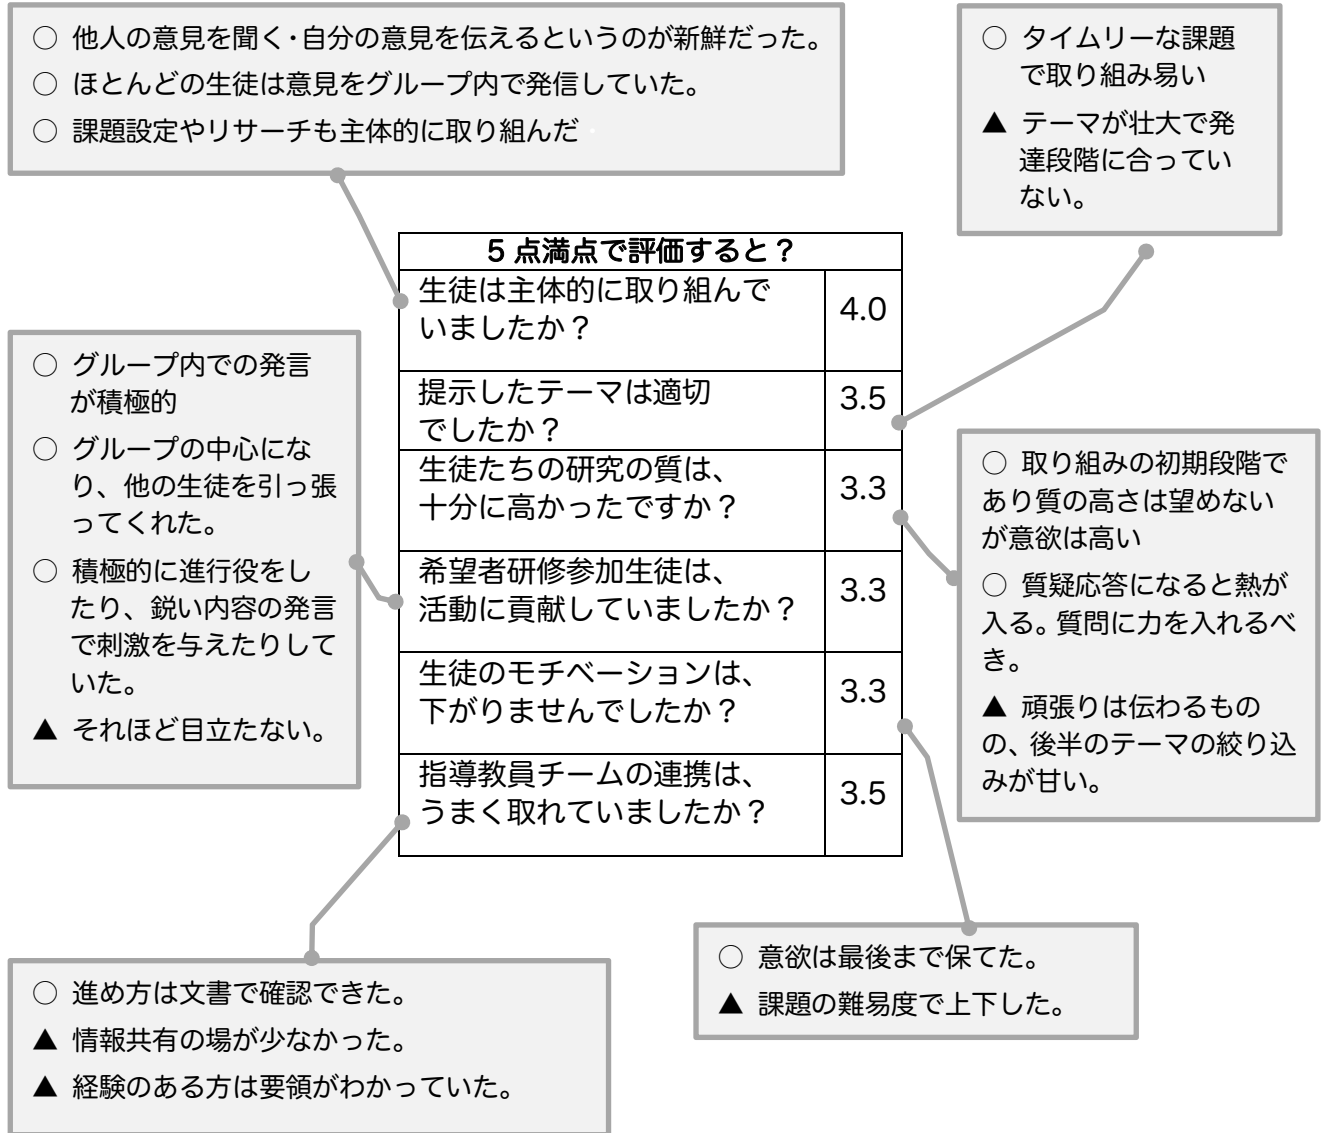 ○ 他人の意見を聞く・自分の意見を伝えるというのが新鮮だった。
○ ほとんどの生徒は意見をグループ内で発信していた。
○ 課題設定やリサーチも主体的に取り組んだ
○ タイムリーな課題
で取り組み易い
▲ テーマが壮大で発
達段階に合ってい
ない。
5点満点で評価すると?
生徒は主体的に取り組んで
いましたか?
4.0
提示したテーマは適切
でしたか?
3.5
生徒たちの研究の質は、
十分に高かったですか?
3.3
希望者研修参加生徒は、
活動に貢献していましたか?
3.3
生徒のモチベーションは、
下がりませんでしたか?
3.3
指導教員チームの連携は、
うまく取れていましたか?
3.5
○ グループ内での発言
が積極的
○ グループの中心にな
り、他の生徒を引っ張
ってくれた。
○ 積極的に進行役をし
たり、鋭い内容の発言
で刺激を与えたりして
いた。
▲ それほど目立たない。
○ 取り組みの初期段階で
あり質の高さは望めない
が意欲は高い
○ 質疑応答になると熱が
入る。質問に力を入れるべ
き。
▲ 頑張りは伝わるもの
の、後半のテーマの絞り込
みが甘い。
○ 進め方は文書で確認できた。
▲ 情報共有の場が少なかった。
▲ 経験のある方は要領がわかっていた。
○ 意欲は最後まで保てた。
▲ 課題の難易度で上下した。